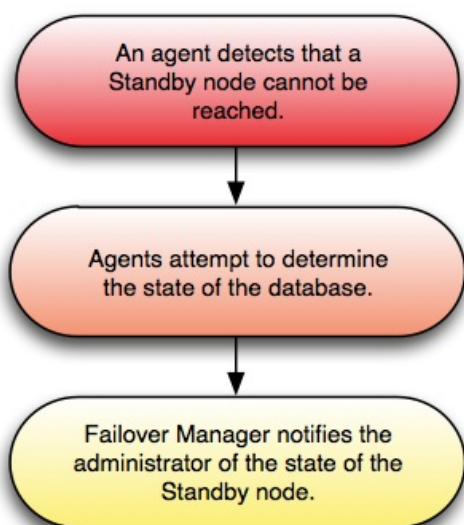 An agent detects that a
Standby node cannot be
reached.
Agents attempt to determine
the state of the database.
Failover Manager notifies the
administrator of the state of the
Standby node.